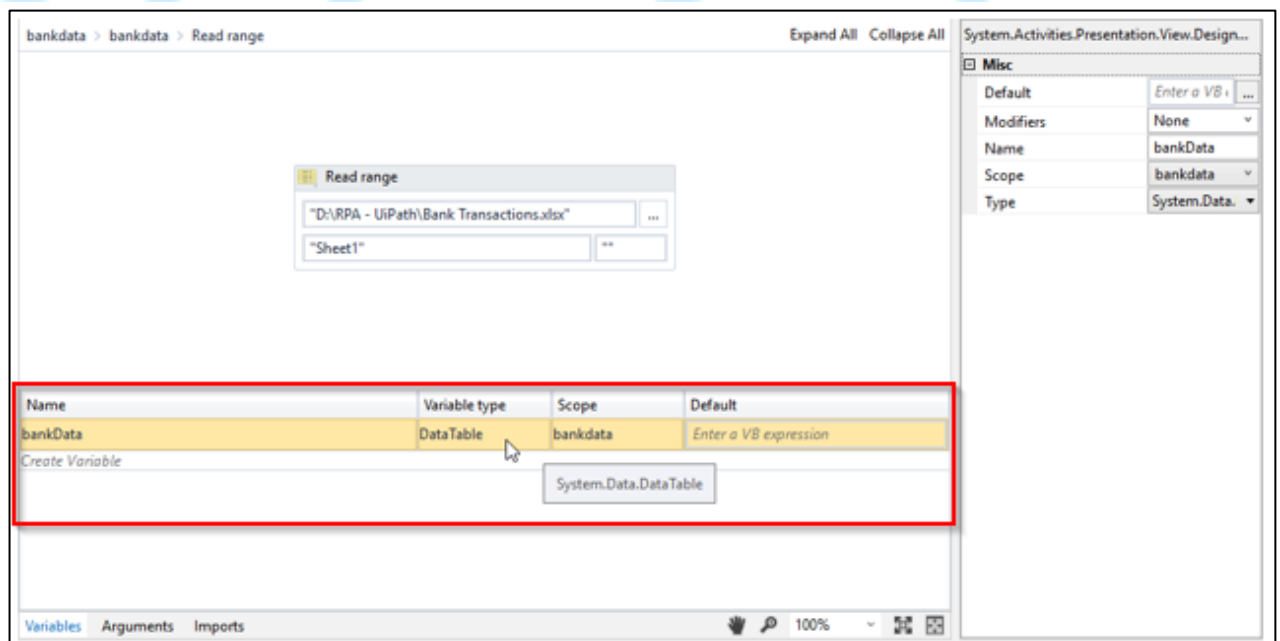 bankdata > bankdata > Read range
Expand All Collapse All
Read range
"D:\RPA - UiPath\Bank Transactions.xlsx" ...
"Sheet1" ""
Name Variable type Scope Default
bankData DataTable bankdata Enter a VB expression
Create Variable
System.Data.DataTable
Variables Arguments Imports 100%
System.Activities.Presentation.View.Design...
Misc
Default Enter a VB ...
Modifiers None
Name bankData
Scope bankdata
Type System.Data.